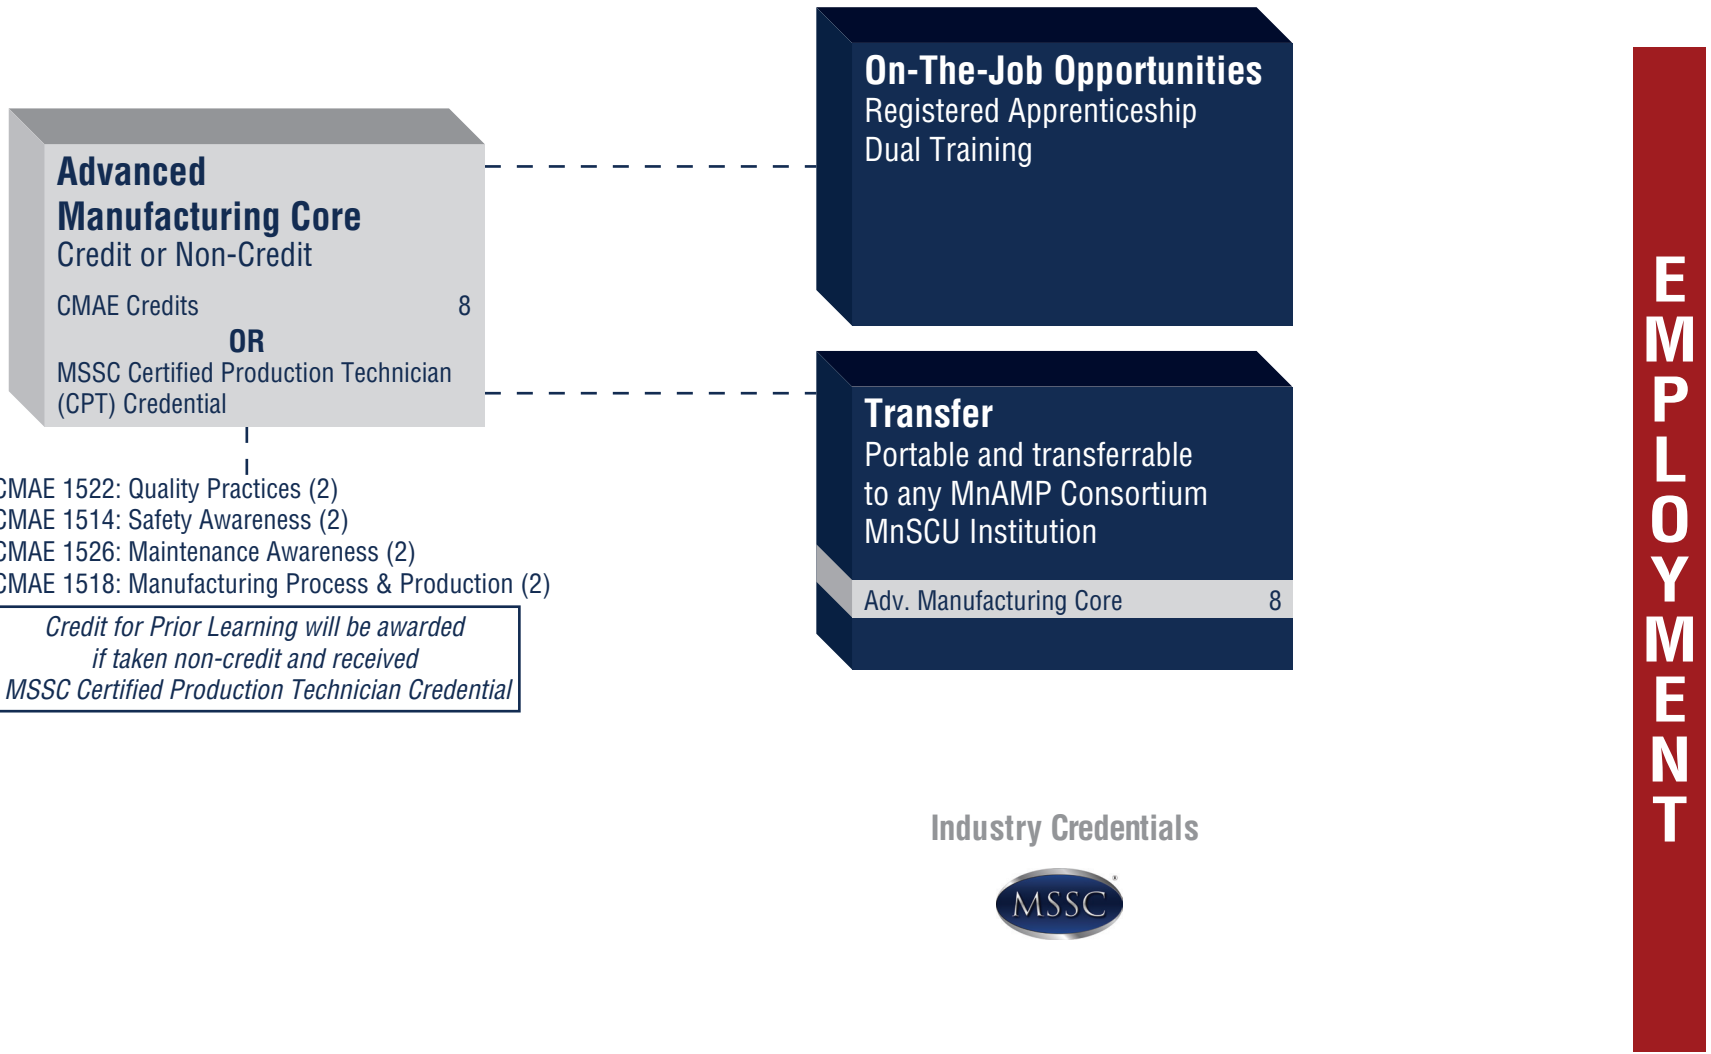 Advanced
Manufacturing Core
Credit or Non-Credit
CMAE Credits 8
OR
MSSC Certified Production Technician
(CPT) Credential
CMAE 1522: Quality Practices (2)
CMAE 1514: Safety Awareness (2)
CMAE 1526: Maintenance Awareness (2)
CMAE 1518: Manufacturing Process & Production (2)
Credit for Prior Learning will be awarded
if taken non-credit and received
MSSC Certified Production Technician Credential
On-The-Job Opportunities
Registered Apprenticeship
Dual Training
Transfer
Portable and transferrable
to any MnAMP Consortium
MnSCU Institution
Adv. Manufacturing Core 8
Industry Credentials
MSSC
EMPLOYMENT